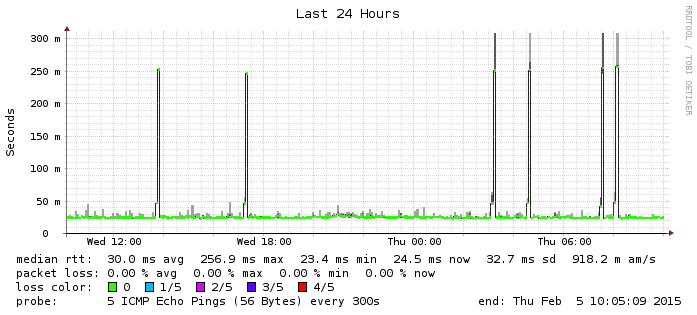 Last 24 Hours
RRDTOOL / TOBI OETIKER
Seconds
300 m
250 m
200 m
150 m
100 m
50 m
0
Wed 12:00 Wed 18:00 Thu 00:00 Thu 06:00
median rtt: 30.0 ms avg 256.9 ms max 23.4 ms min 24.5 ms now 32.7 ms sd 918.2 m am/s
packet loss: 0.00 % avg 0.00 % max 0.00 % min 0.00 % now
loss color: 0 1/5 2/5 3/5 4/5
probe: 5 ICMP Echo Pings (56 Bytes) every 300s end: Thu Feb 5 10:05:09 2015